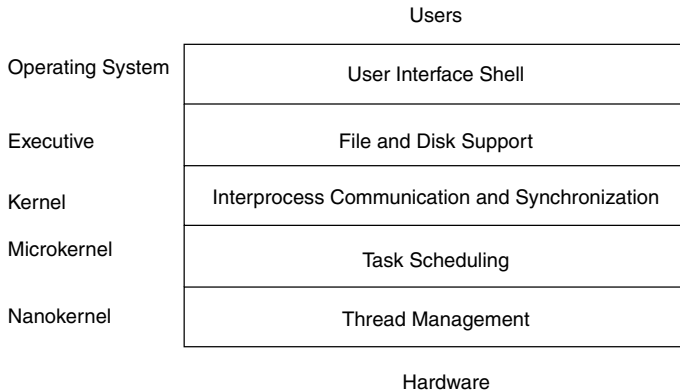 Users
Operating System
User Interface Shell
Executive
File and Disk Support
Kernel
Interprocess Communication and Synchronization
Microkernel
Task Scheduling
Nanokernel
Thread Management
Hardware